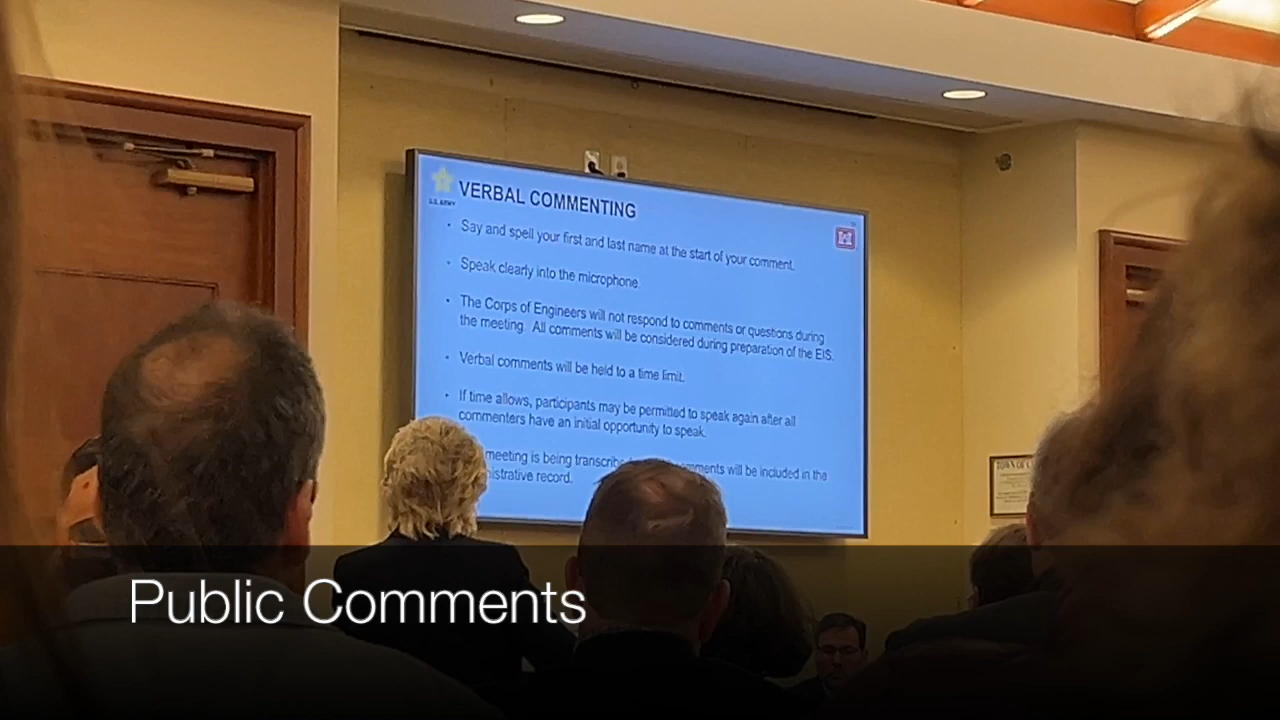 VERBAL COMMENTING
U.S. ARMY
• Say and spell your first and last name at the start of your comment.
• Speak clearly into the microphone.
• The Corps of Engineers will not respond to comments or questions during
the meeting. All comments will be considered during preparation of the EIS.
• Verbal comments will be held to a time limit.
• If time allows, participants may be permitted to speak again after all
commenters have an initial opportunity to speak.
meeting is being transcribe mments will be included in the
nistrative record.
TOWN OF
Public Comments